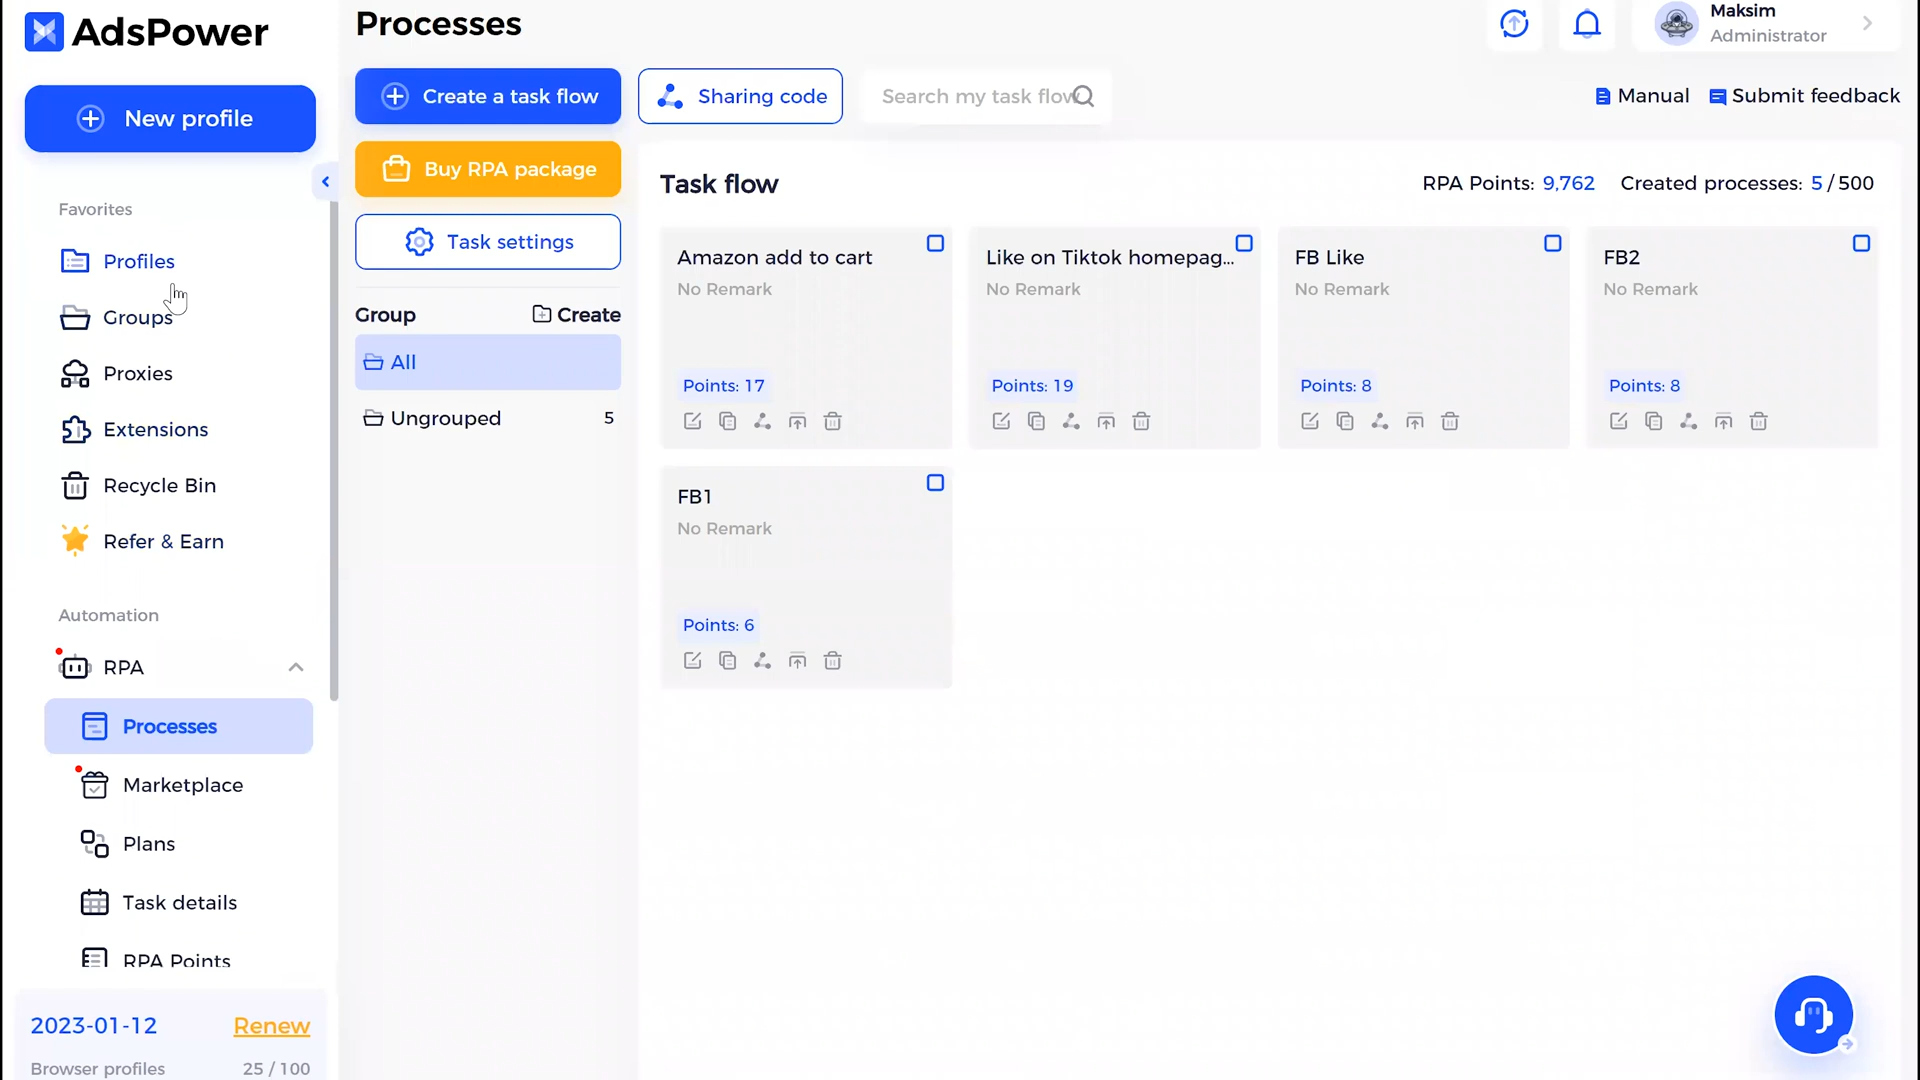 AdsPower
New profile
Favorites
Profiles
Groups
Proxies
Extensions
Recycle Bin
Refer & Earn
Automation
RPA
Processes
Marketplace
Plans
Task details
RPA Points
2023-01-12
Renew
Browser profiles
25 / 100
Processes
Maksim
Administrator
Create a task flow
Sharing code
Search my task flow
Manual
Submit feedback
Buy RPA package
Task settings
Group
Create
All
Ungrouped
5
Task flow
RPA Points: 9,762
Created processes: 5 / 500
Amazon add to cart
No Remark
Points: 17
Like on Tiktok homepag...
No Remark
Points: 19
FB Like
No Remark
Points: 8
FB2
No Remark
Points: 8
FB1
No Remark
Points: 6